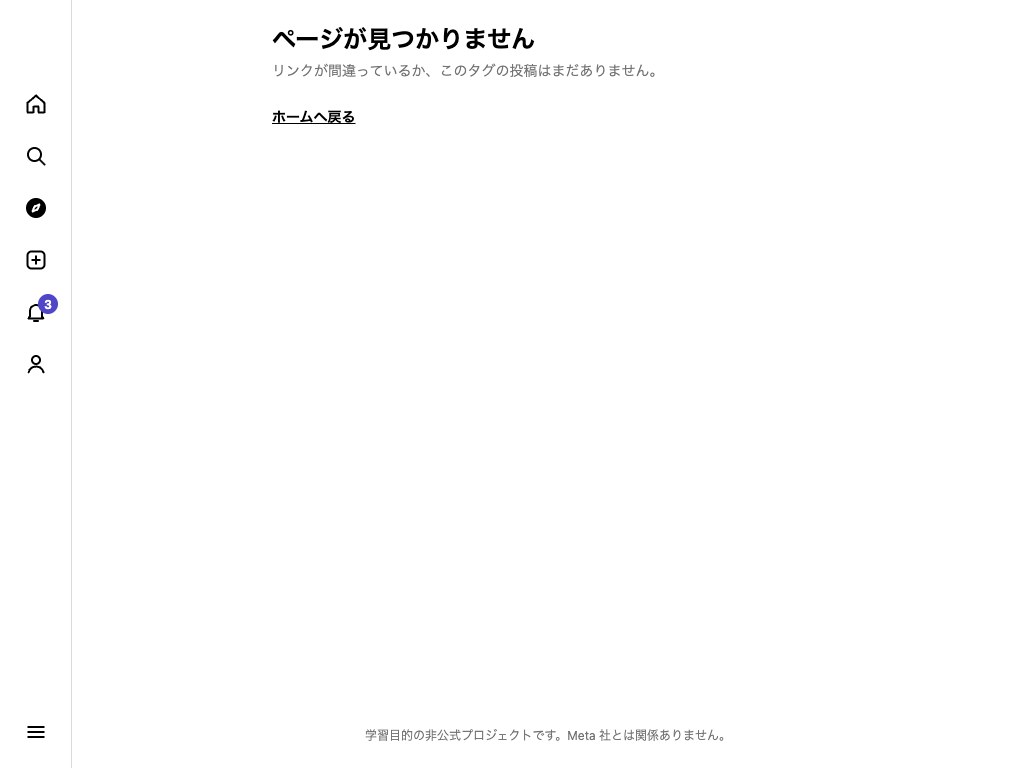 ページが見つかりません
リンクが間違っているか、このタグの投稿はまだありません。
ホームへ戻る
3
学習目的の非公式プロジェクトです。Meta 社とは関係ありません。